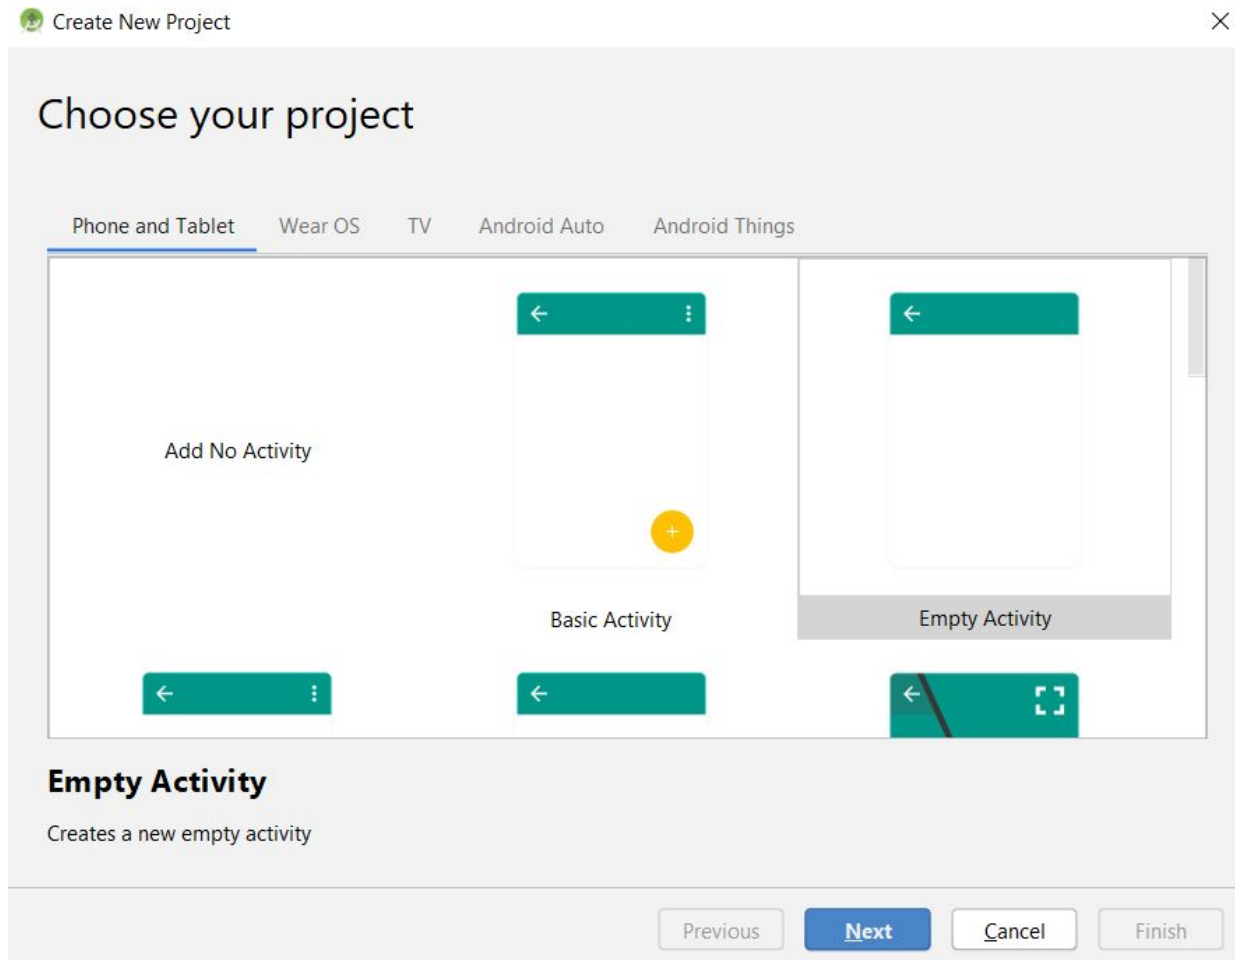 Create New Project
Choose your project
Phone and Tablet Wear OS TV Android Auto Android Things
Add No Activity
Basic Activity
Empty Activity
Empty Activity
Creates a new empty activity
Previous Next Cancel Finish